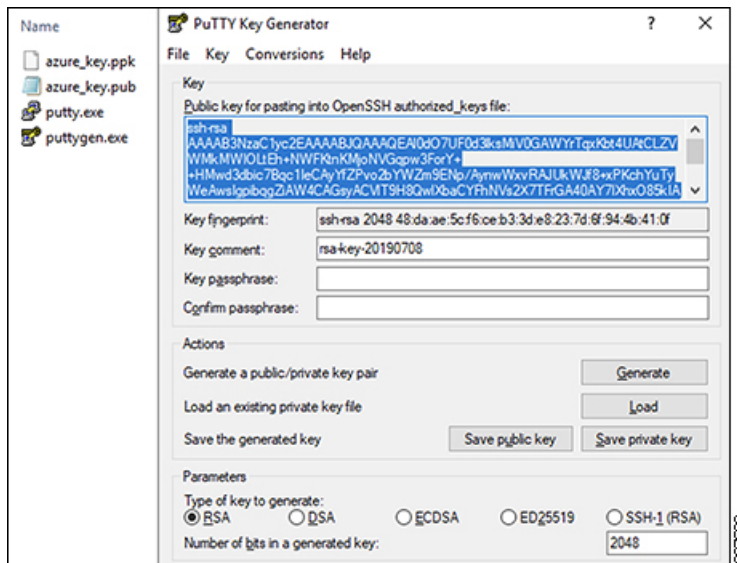 Name
azure_key.ppk
azure_key.pub
putty.exe
puttygen.exe
PuTTY Key Generator
? ×
File Key Conversions Help
Key
Public key for pasting into OpenSSH authorized_keys file:
ssh-rsa
Key fingerprint: ssh-rsa 2048 48:da:ae:5c:f6:ce:b3:3d:e8:23:7d:6f:94:4b:41:0f
Key comment: rsa-key-20190708
Key passphrase:
Confirm passphrase:
Actions
Generate a public/private key pair Generate
Load an existing private key file Load
Save the generated key Save public key Save private key
Parameters
Type of key to generate:
RSA DSA ECDSA ED25519 SSH-1 (RSA)
Number of bits in a generated key: 2048